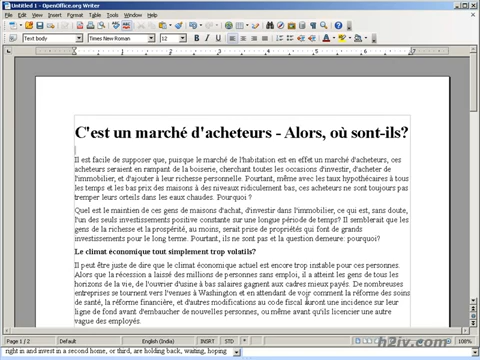 Untitled 1 - OpenOffice.org Writer
File Edit View Insert Format Table Tools Window Help
Text body Times New Roman 12 B I U
C'est un marché d'acheteurs - Alors, où sont-ils?
Il est facile de supposer que, puisque le marché de l'habitation est en effet un marché d'acheteurs, ces
acheteurs seraient en rampant de la boserie, cherchant toutes les occasions d'investir, d'acheter de
l'immobilier, et d'ajouter à leur richesse personnelle. Pourtant, même avec les taux hypothécaires à tous
les temps et les bas prix des maisons à des niveaux ridiculement bas, ces acheteurs ne sont toujours pas
tremper leurs orteils dans les eaux chaudes. Pourquoi ?
Quel est le maintien de ces gens de maisons d'achat, d'investir dans l'immobilier, ce qui est, sans doute,
l'un des seuls investissements positive constante sur une longue période de temps? Il semblerait que les
gens de la richesse et la prospérité, au moins, serait prise de propriétés qui font de grands
investissements pour le long terme. Pourtant, ils ne sont pas et la question demeure: pourquoi?
Le climat économique tout simplement trop volatils?
Il peut être juste de dire que le climat économique actuel est encore trop instable pour ces personnes.
Alors que la récession a laissé des millions de personnes sans emploi, il a atteint les gens de tous les
horizons de la vie, de l'ouvrier d'usine à bas salaires gagnent aux cadres mieux payés. De nombreuses
entreprises se tournent vers l'versaes à Washington et en attendant de voir comment la réforme des soins
de santé, la réforme financière, et d'autres modifications au code fiscal auront une incidence sur leur
ligne de fond avant d'embaucher de nouvelles personnes, ou même avant qu'ils licencier une autre
vague des employés.
Page 1 / 2 Default English (India) INSRT STD 108%
h2iv.com
right in and invest in a second home, or third, are holding back, waiting, hoping